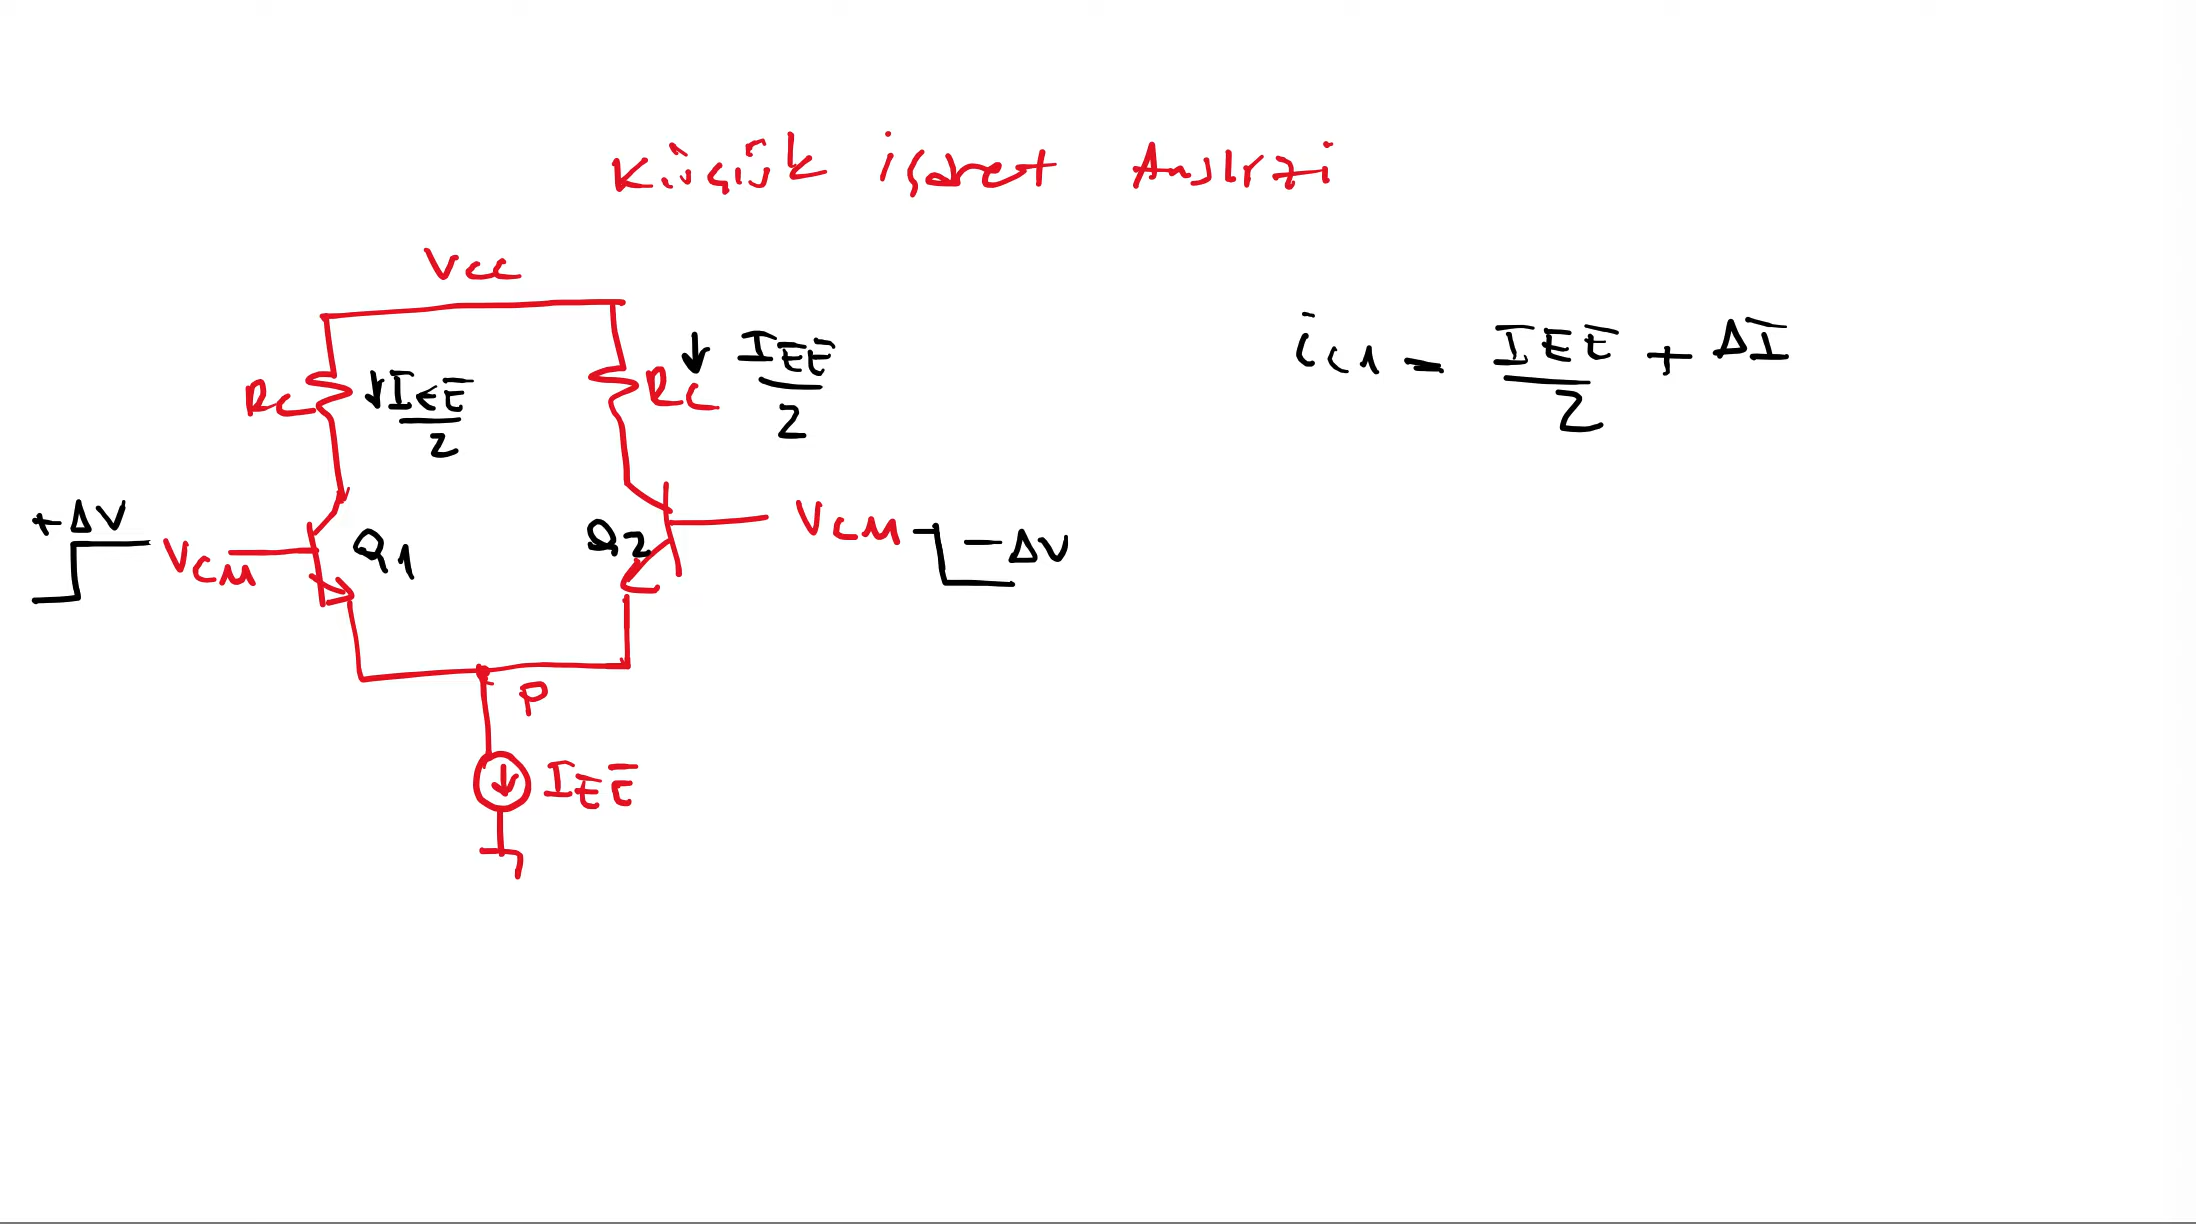 Küçük işaret Analizi
Vcc
RC
↓IEE/2
RC
↓ IEE/2
iC1 = IEE/2 + ΔI
+ΔV
VCM
Q1
Q2
VCM
-ΔV
P
IEE